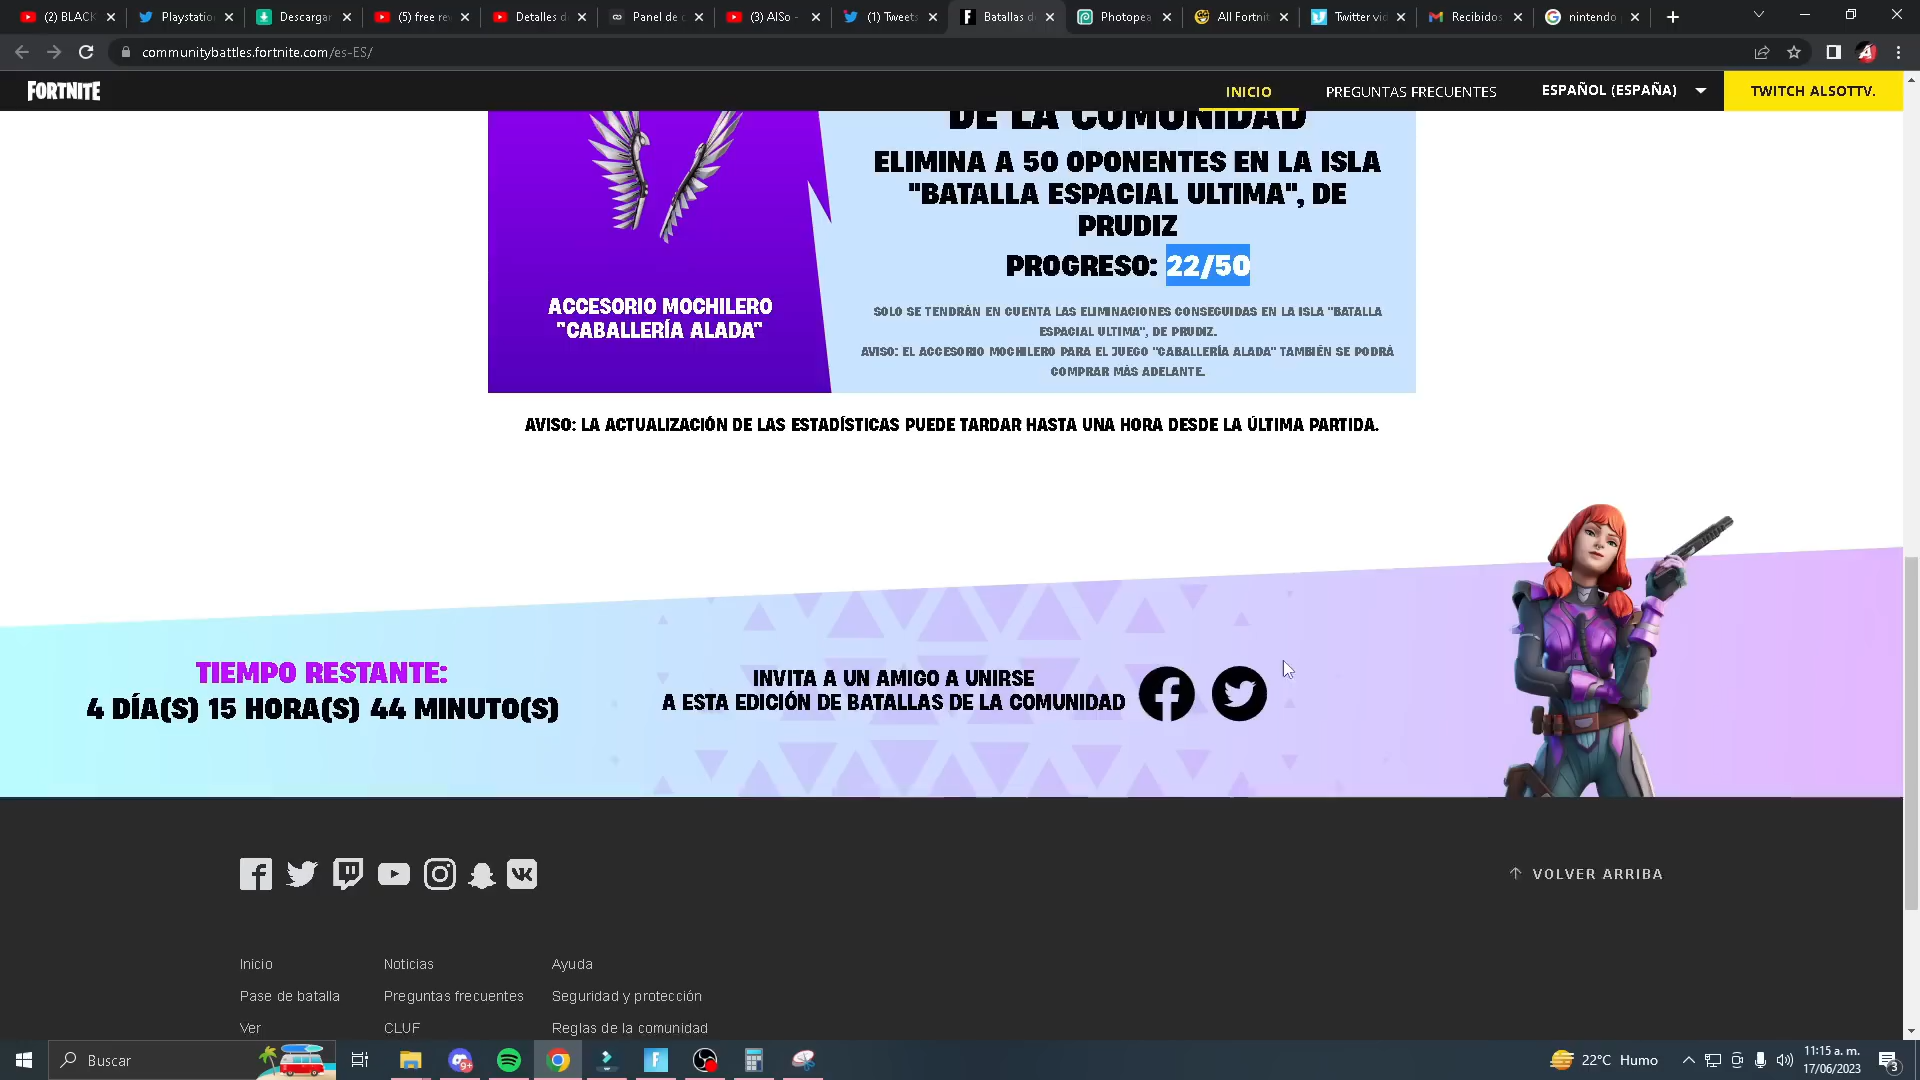 (2) BLACK
Playstatio
Descargar
(5) free re
Detalles d
Panel de c
(3) AlSo -
(1) Tweets
Batallas d
Photopea
All Fortnit
Twitter vid
Recibidos
nintendo
communitybattles.fortnite.com/es-ES/
FORTNITE
INICIO
PREGUNTAS FRECUENTES
ESPAÑOL (ESPAÑA)
TWITCH ALSOTTV.
DE LA COMUNIDAD
ELIMINA A 50 OPONENTES EN LA ISLA
"BATALLA ESPACIAL ULTIMA", DE
PRUDIZ
PROGRESO: 22/50
ACCESORIO MOCHILERO
"CABALLERÍA ALADA"
SOLO SE TENDRÁN EN CUENTA LAS ELIMINACIONES CONSEGUIDAS EN LA ISLA "BATALLA
ESPACIAL ULTIMA", DE PRUDIZ.
AVISO: EL ACCESORIO MOCHILERO PARA EL JUEGO "CABALLERÍA ALADA" TAMBIÉN SE PODRÁ
COMPRAR MÁS ADELANTE.
AVISO: LA ACTUALIZACIÓN DE LAS ESTADÍSTICAS PUEDE TARDAR HASTA UNA HORA DESDE LA ÚLTIMA PARTIDA.
TIEMPO RESTANTE:
4 DÍA(S) 15 HORA(S) 44 MINUTO(S)
INVITA A UN AMIGO A UNIRSE
A ESTA EDICIÓN DE BATALLAS DE LA COMUNIDAD
VOLVER ARRIBA
Inicio
Noticias
Ayuda
Pase de batalla
Preguntas frecuentes
Seguridad y protección
Ver
CLUF
Reglas de la comunidad
Buscar
9+
22°C Humo
11:15 a. m.
17/06/2023
3